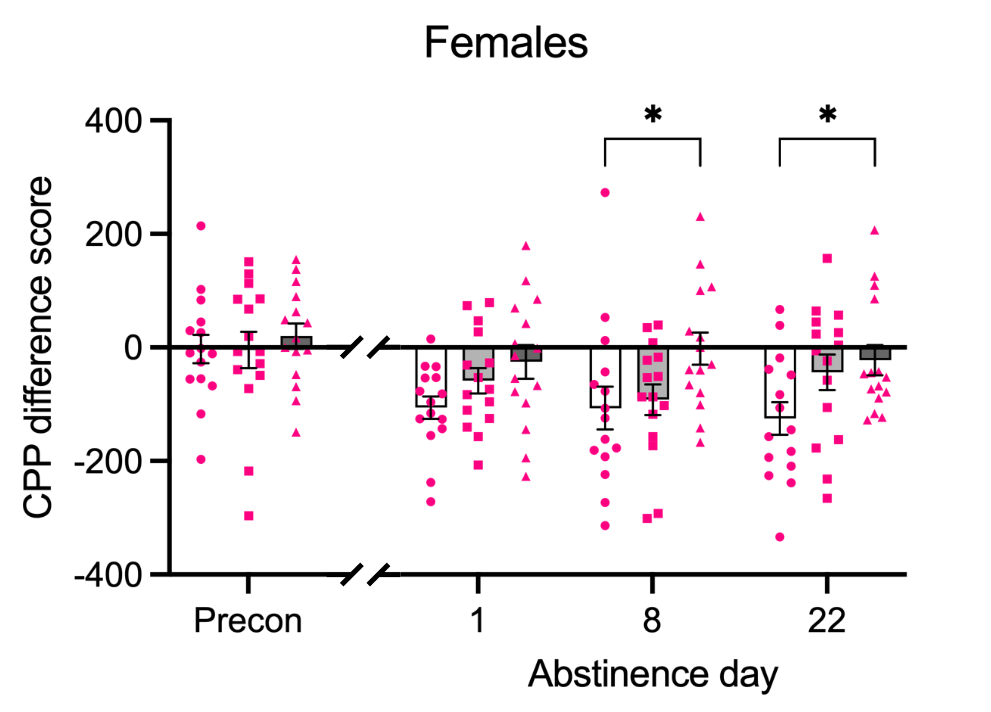 Females
400
200
0
-200
-400
CPP difference score
Precon 1 8 22
Abstinence day
* *